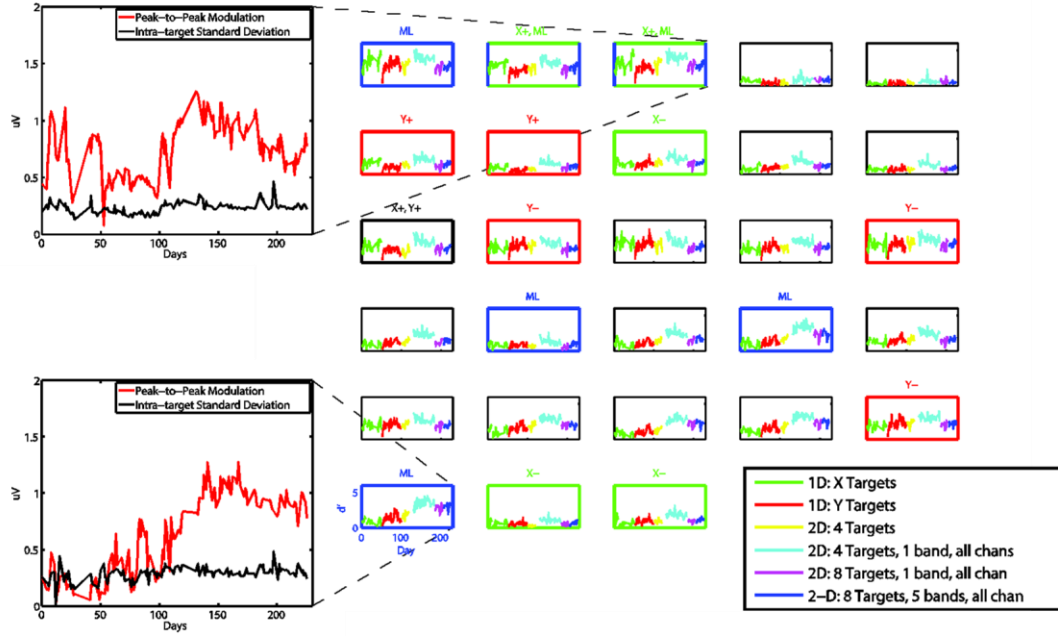 2
Peak-to-Peak Modulation
Intra-target Standard Deviation
1.5
1
0.5
0
uV
0 50 100 150 200
Days
ML X+, ML X+, ML
Y+ Y+ X-
X+, Y+ Y- Y-
ML ML
Y-
ML X- X-
5
0
d'
0 100 200
Day
2
Peak-to-Peak Modulation
Intra-target Standard Deviation
1.5
1
0.5
0
uV
0 50 100 150 200
Days
1D: X Targets
1D: Y Targets
2D: 4 Targets
2D: 4 Targets, 1 band, all chans
2D: 8 Targets, 1 band, all chan
2-D: 8 Targets, 5 bands, all chan